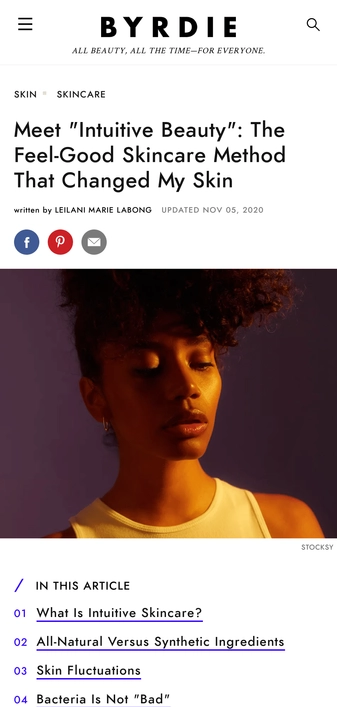 BYRDIE
ALL BEAUTY, ALL THE TIME—FOR EVERYONE.
SKIN SKINCARE
Meet "Intuitive Beauty": The
Feel-Good Skincare Method
That Changed My Skin
written by LEILANI MARIE LABONG UPDATED NOV 05, 2020
STOCKSY
/ IN THIS ARTICLE
01 What Is Intuitive Skincare?
02 All-Natural Versus Synthetic Ingredients
03 Skin Fluctuations
04 Bacteria Is Not "Bad"